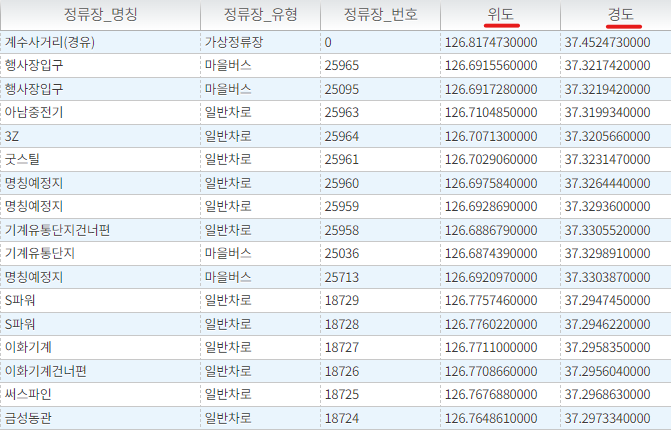 정류장_명칭 정류장_유형 정류장_번호 위도 경도
계수사거리(경유) 가상정류장 0 126.8174730000 37.4524730000
행사장입구 마을버스 25965 126.6915560000 37.3217420000
행사장입구 마을버스 25095 126.6917280000 37.3219420000
아남중전기 일반차로 25963 126.7104850000 37.3199340000
3Z 일반차로 25964 126.7071300000 37.3205660000
굿스틸 일반차로 25961 126.7029060000 37.3231470000
명칭예정지 일반차로 25960 126.6975840000 37.3264440000
명칭예정지 일반차로 25959 126.6928690000 37.3293600000
기계유통단지건너편 일반차로 25958 126.6886790000 37.3305520000
기계유통단지 마을버스 25036 126.6874390000 37.3298910000
명칭예정지 마을버스 25713 126.6920970000 37.3303870000
S파워 일반차로 18729 126.7757460000 37.2947450000
S파워 일반차로 18728 126.7760220000 37.2946220000
이화기계 일반차로 18727 126.7711000000 37.2958350000
이화기계건너편 일반차로 18726 126.7708660000 37.2956040000
써스파인 일반차로 18725 126.7676880000 37.2968630000
금성동관 일반차로 18724 126.7648610000 37.2973340000